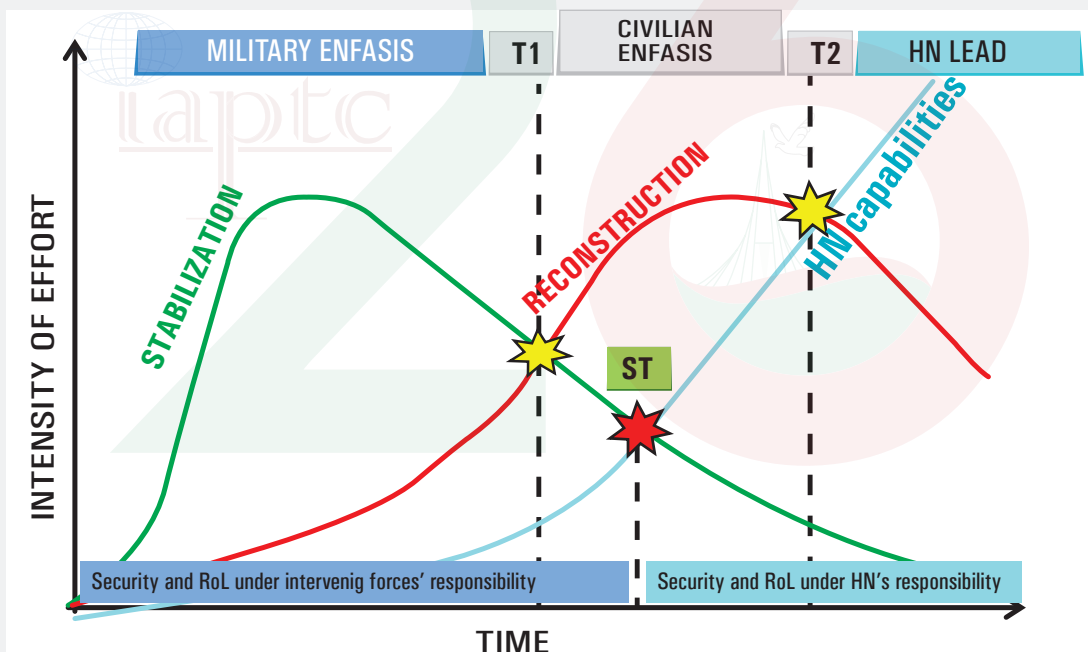 MILITARY ENFASIS
T1
CIVILIAN
ENFASIS
T2
HN LEAD
iaptc
INTENSITY OF EFFORT
STABILIZATION
RECONSTRUCTION
HN capabilities
ST
Security and RoL under intervenig forces' responsibility
Security and RoL under HN's responsibility
TIME